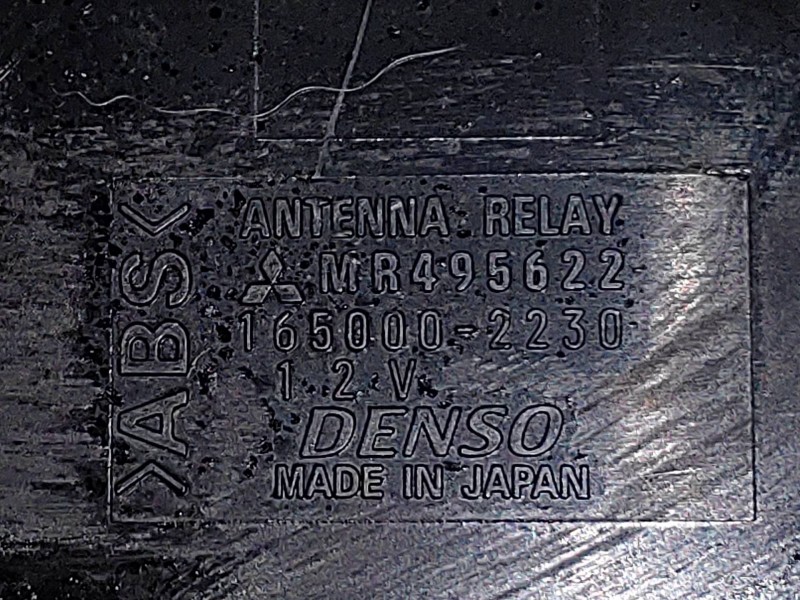 ANTENNA RELAY
MR495622
165000-2230
12V
DENSO
MADE IN JAPAN
>ABS<